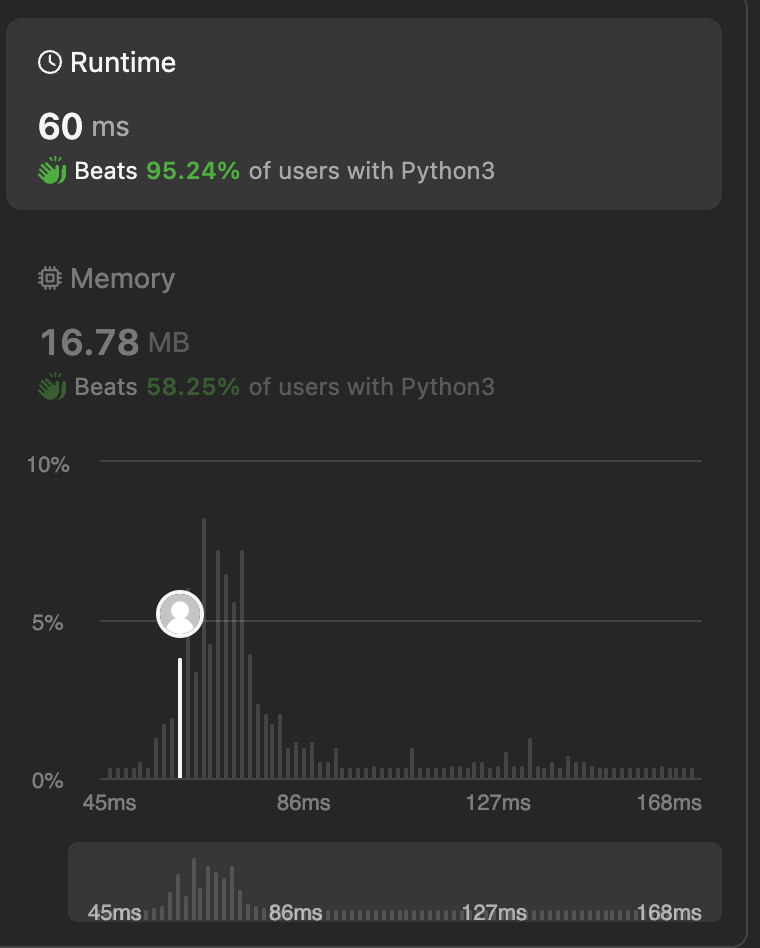 Runtime
60 ms
Beats 95.24% of users with Python3
Memory
16.78 MB
Beats 58.25% of users with Python3
10%
5%
0%
45ms 86ms 127ms 168ms
45ms 86ms 127ms 168ms